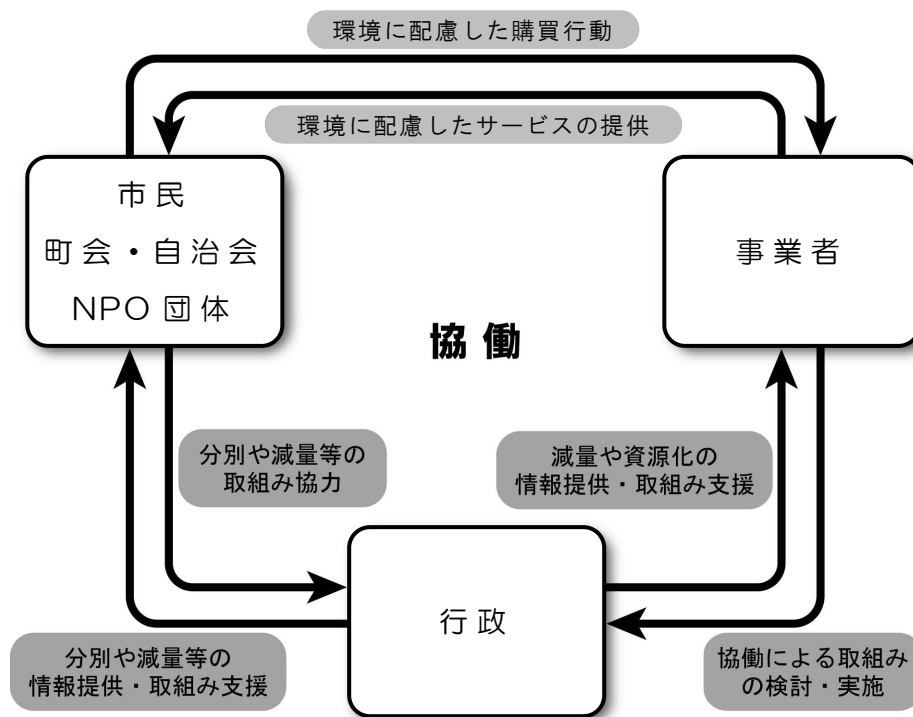 環境に配慮した購買行動
環境に配慮したサービスの提供
市民
町会・自治会
NPO団体
事業者
協働
分別や減量等の
取組み協力
減量や資源化の
情報提供・取組み支援
行政
分別や減量等の
情報提供・取組み支援
協働による取組み
の検討・実施